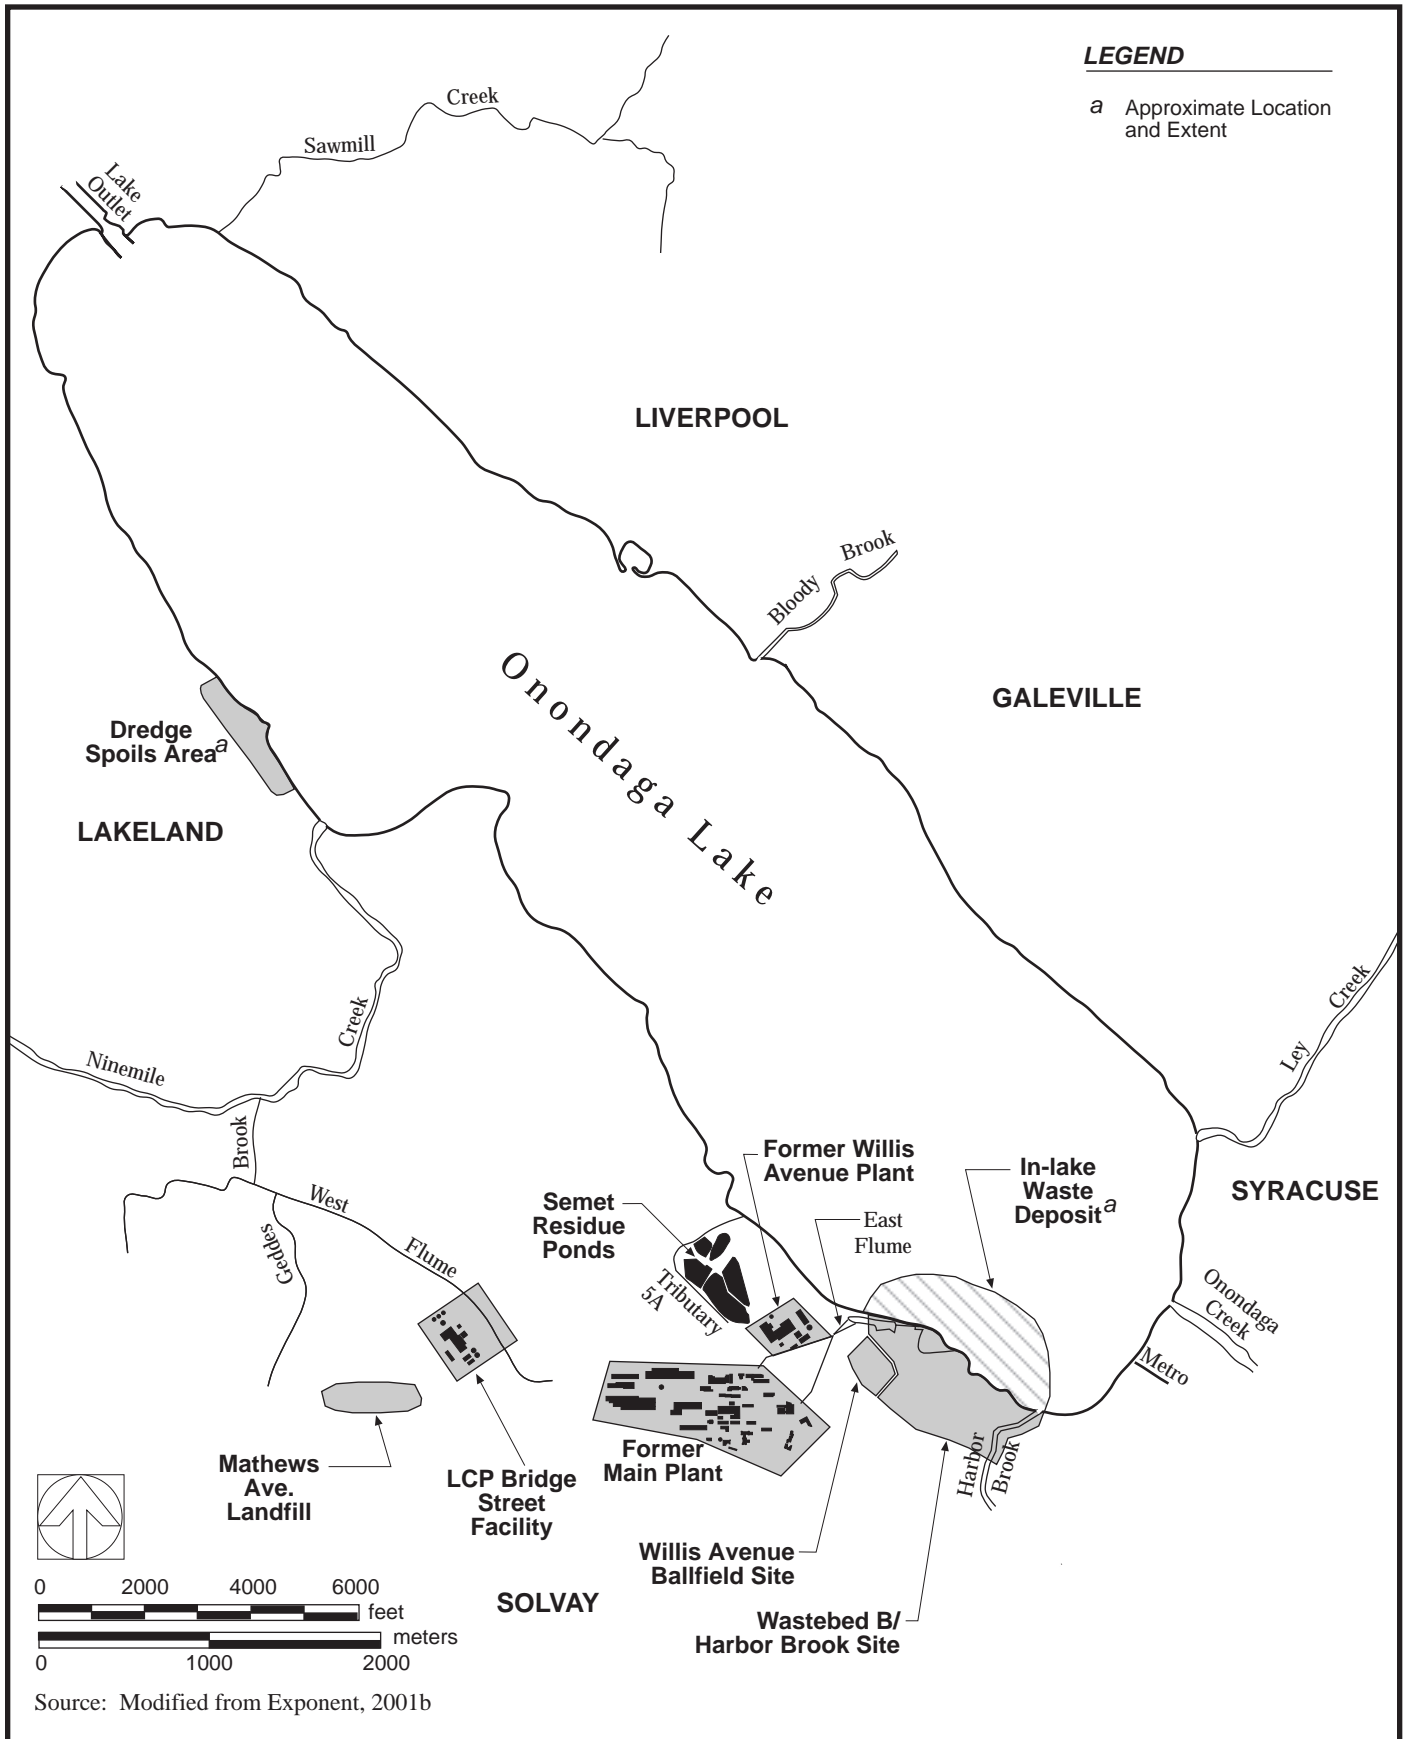 LEGEND
a Approximate Location
and Extent
Creek
Sawmill
Lake
Outlet
LIVERPOOL
Brook
Bloody
GALEVILLE
Onondaga Lake
Dredge
Spoils Area a
LAKELAND
Creek
Ninemile
Creek
Ley
Brook
West
Flume
Geddes
Former Willis
Avenue Plant
In-lake
Waste
Deposit a
SYRACUSE
Semet
Residue
Ponds
East
Flume
Tributary
5A
Onondaga
Creek
Metro
Former
Main Plant
Harbor
Brook
Mathews
Ave.
Landfill
LCP Bridge
Street
Facility
Willis Avenue
Ballfield Site
SOLVAY
Wastebed B/
Harbor Brook Site
0 2000 4000 6000
feet
meters
0 1000 2000
Source: Modified from Exponent, 2001b